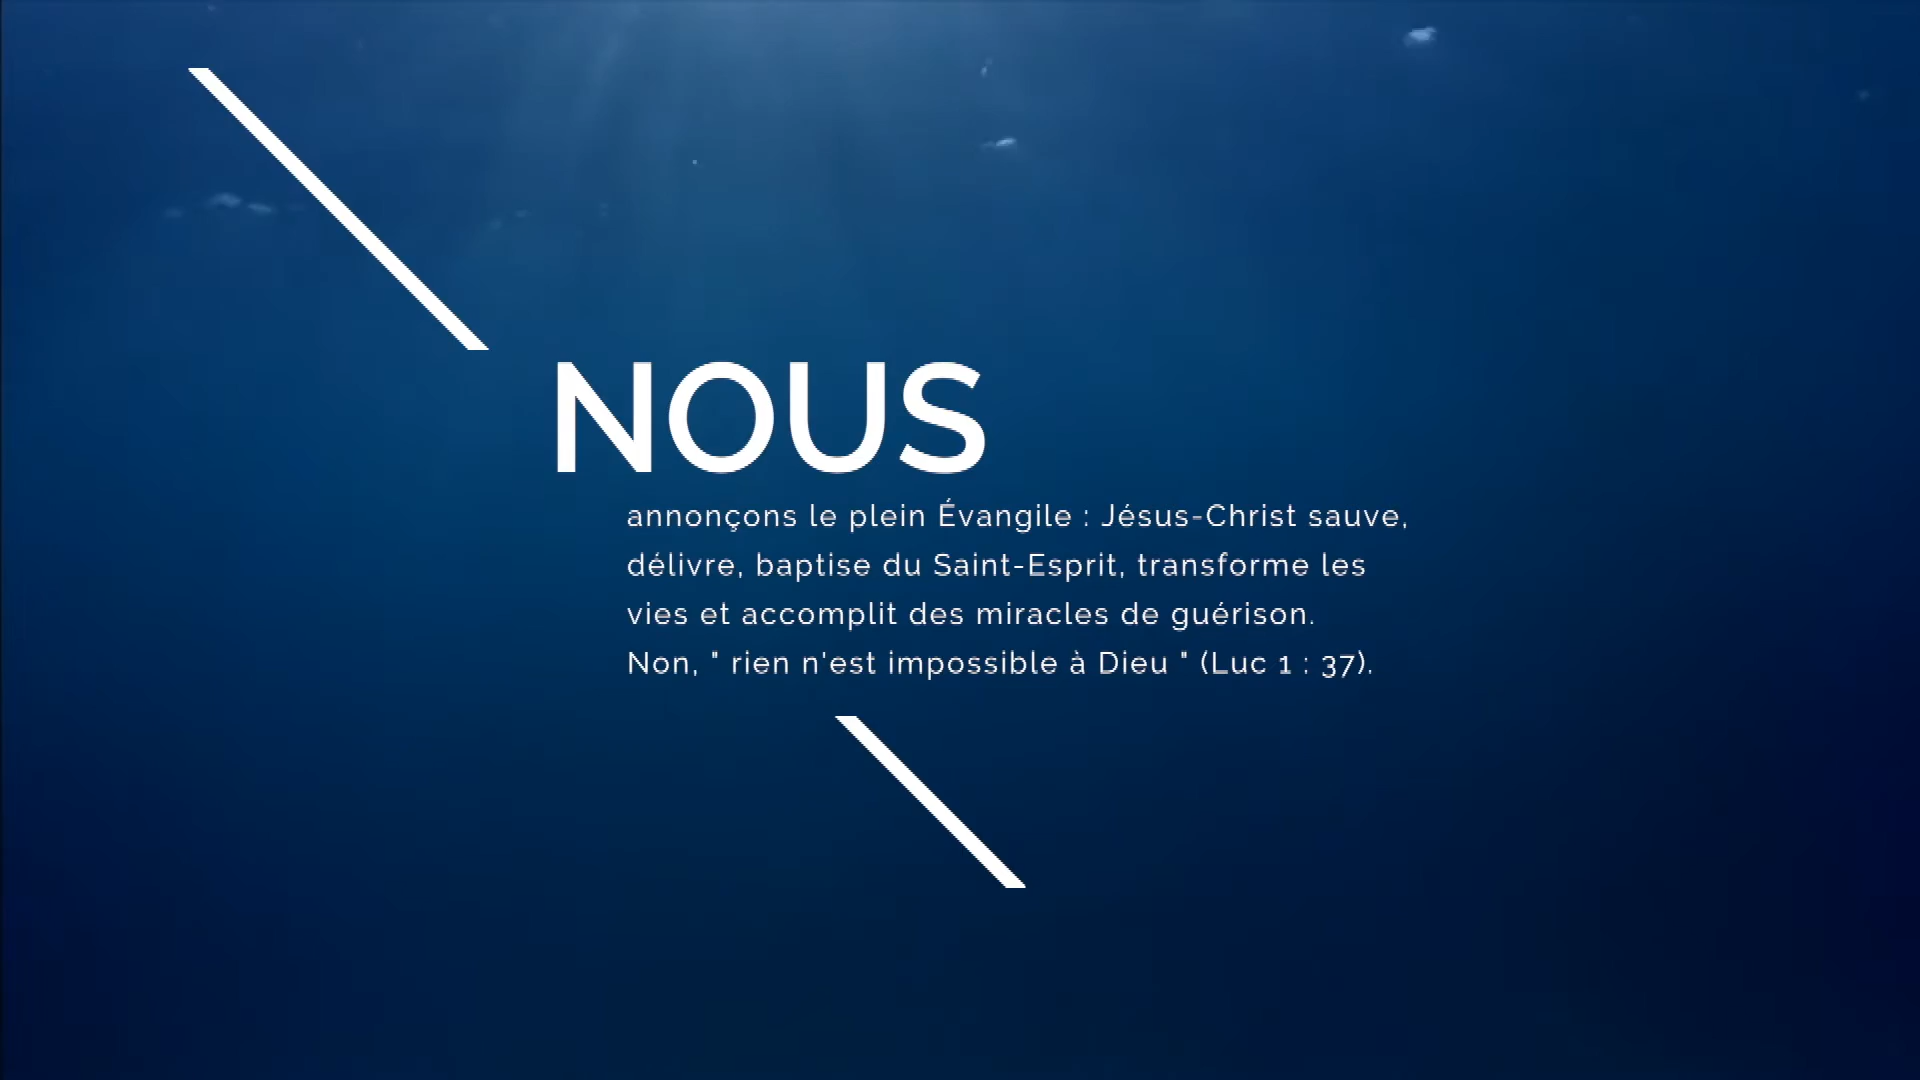 NOUS
annonçons le plein Évangile : Jésus-Christ sauve,
délivre, baptise du Saint-Esprit, transforme les
vies et accomplit des miracles de guérison.
Non, " rien n'est impossible à Dieu " (Luc 1 : 37).